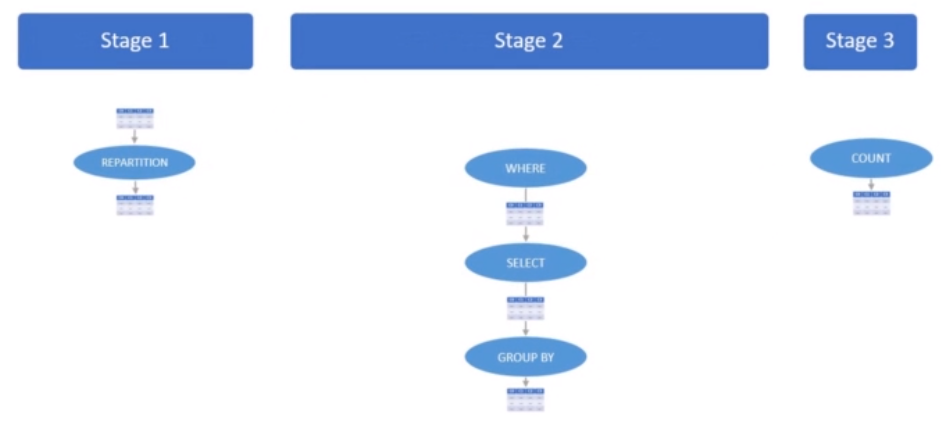 Stage 1
Stage 2
Stage 3
REPARTITION
WHERE
SELECT
GROUP BY
COUNT